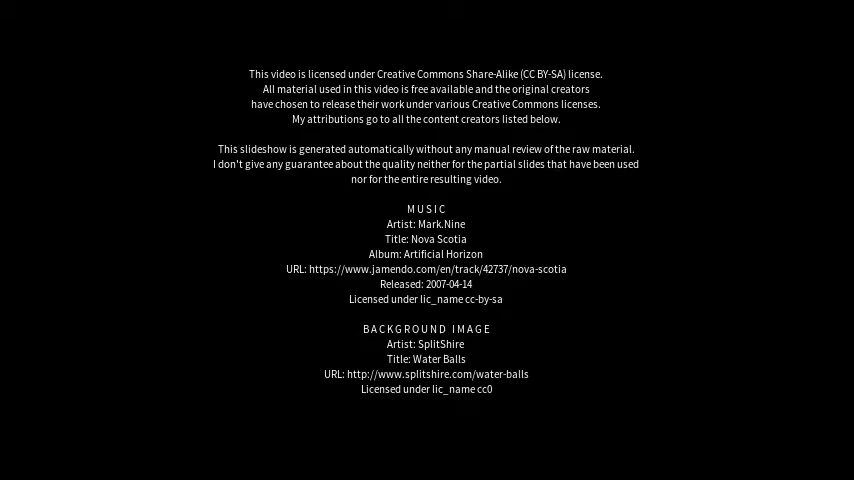 This video is licensed under Creative Commons Share-Alike (CC BY-SA) license.
All material used in this video is free available and the original creators
have chosen to release their work under various Creative Commons licenses.
My attributions go to all the content creators listed below.
This slideshow is generated automatically without any manual review of the raw material.
I don't give any guarantee about the quality neither for the partial slides that have been used
nor for the entire resulting video.
MUSIC
Artist: Mark.Nine
Title: Nova Scotia
Album: Artificial Horizon
URL: https://www.jamendo.com/en/track/42737/nova-scotia
Released: 2007-04-14
Licensed under lic_name cc-by-sa
BACKGROUND IMAGE
Artist: SplitShire
Title: Water Balls
URL: http://www.splitshire.com/water-balls
Licensed under lic_name cc0